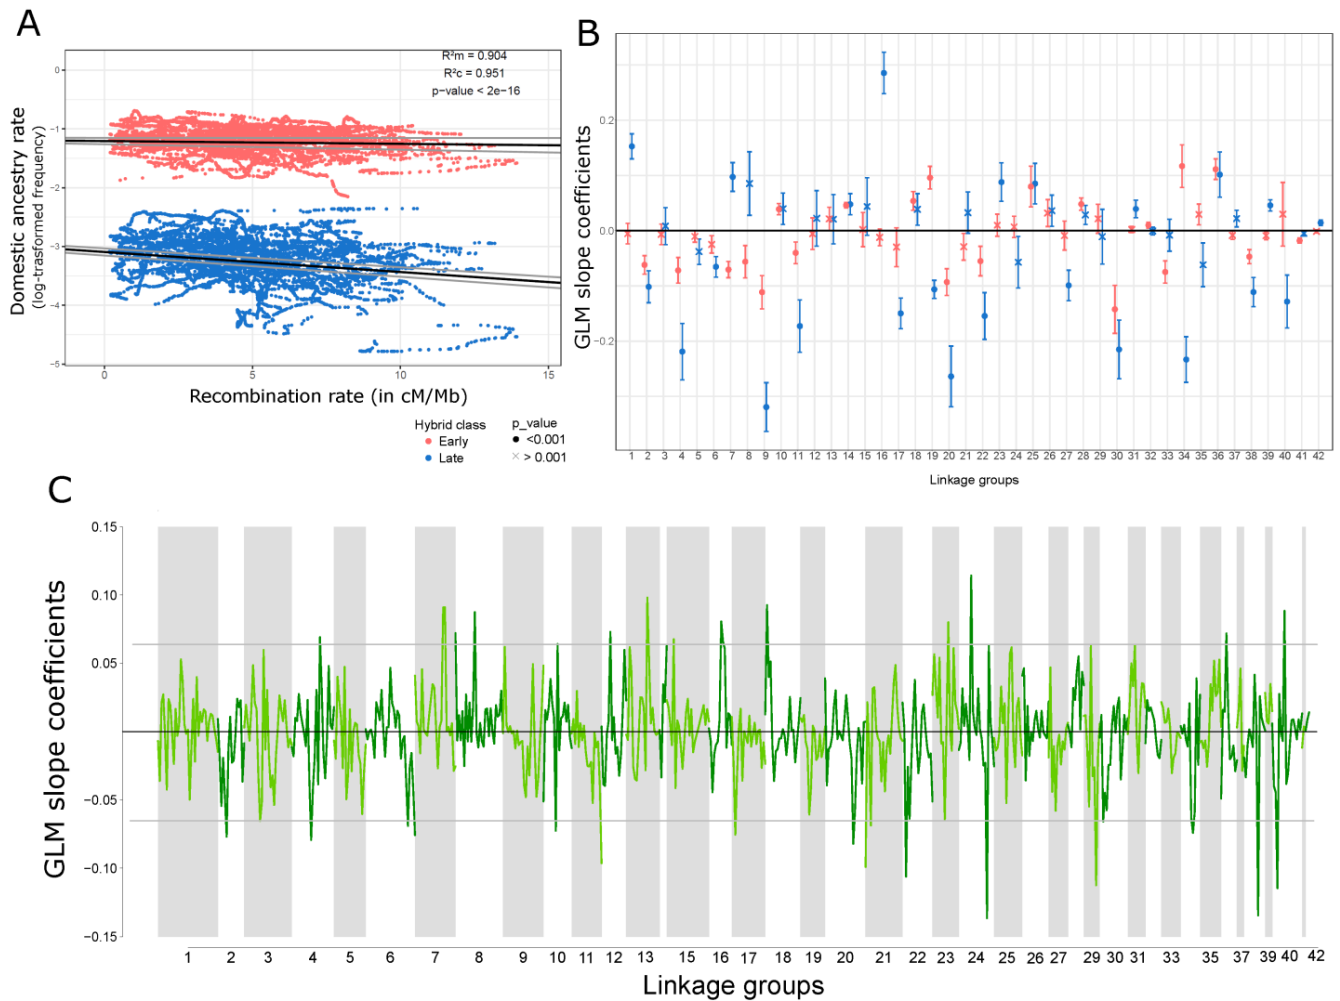 A
R²m = 0.904
R²c = 0.951
p-value < 2e-16
Domestic ancestry rate
(log-trasformed frequency)
0
−1
−2
−3
−4
−5
0 5 10 15
Recombination rate (in cM/Mb)
Hybrid class
Early
Late
p_value
<0.001
> 0.001
B
GLM slope coefficients
0.2
0.0
−0.2
1 2 3 4 5 6 7 8 9 10 11 12 13 14 15 16 17 18 19 20 21 22 23 24 25 26 27 28 29 30 31 32 33 34 35 36 37 38 39 40 41 42
Linkage groups
C
GLM slope coefficients
0.15
0.10
0.05
0.00
−0.05
−0.10
−0.15
1 2 3 4 5 6 7 8 9 10 11 12 13 15 16 17 18 19 20 21 22 23 24 25 26 27 28 29 30 31 33 35 37 39 40 42
Linkage groups